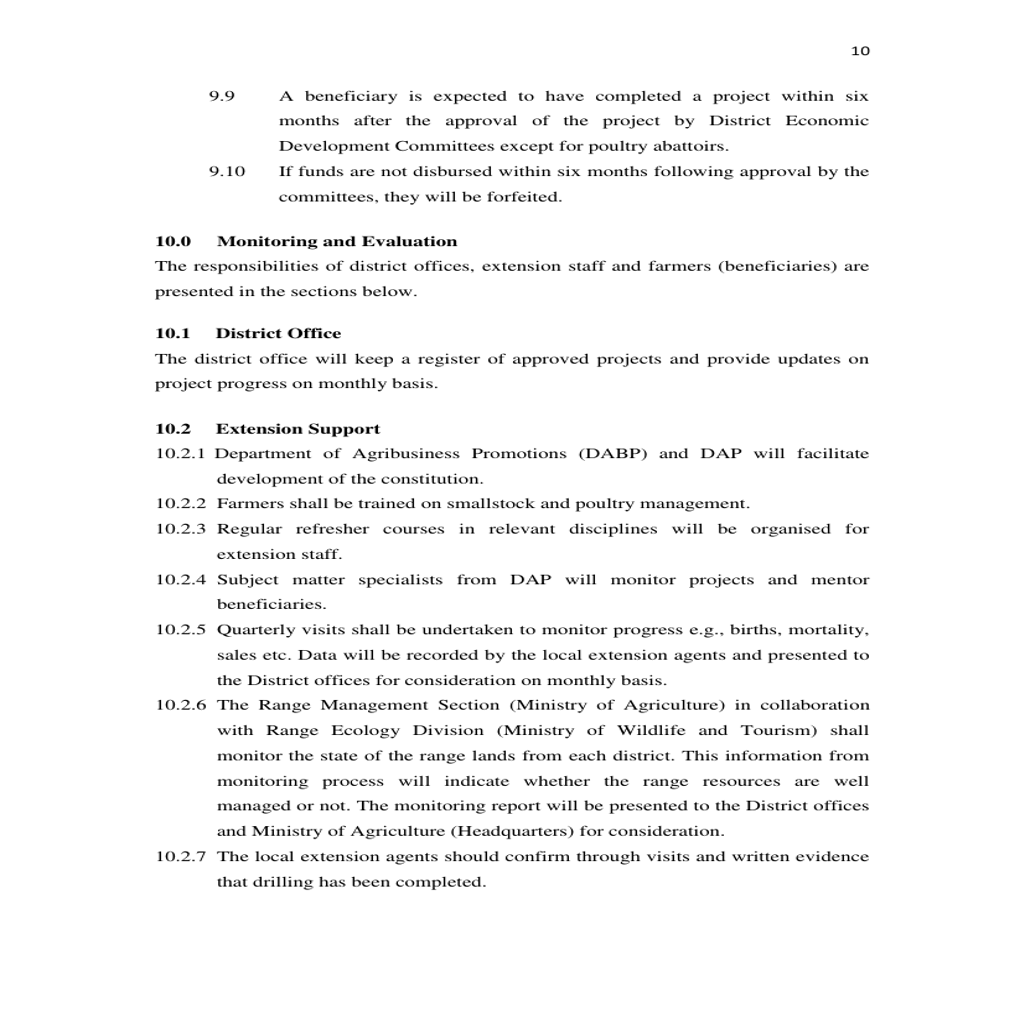 10
9.9 A beneficiary is expected to have completed a project within six
months after the approval of the project by District Economic
Development Committees except for poultry abattoirs.
9.10 If funds are not disbursed within six months following approval by the
committees, they will be forfeited.
10.0 Monitoring and Evaluation
The responsibilities of district offices, extension staff and farmers (beneficiaries) are
presented in the sections below.
10.1 District Office
The district office will keep a register of approved projects and provide updates on
project progress on monthly basis.
10.2 Extension Support
10.2.1 Department of Agribusiness Promotions (DABP) and DAP will facilitate
development of the constitution.
10.2.2 Farmers shall be trained on smallstock and poultry management.
10.2.3 Regular refresher courses in relevant disciplines will be organised for
extension staff.
10.2.4 Subject matter specialists from DAP will monitor projects and mentor
beneficiaries.
10.2.5 Quarterly visits shall be undertaken to monitor progress e.g., births, mortality,
sales etc. Data will be recorded by the local extension agents and presented to
the District offices for consideration on monthly basis.
10.2.6 The Range Management Section (Ministry of Agriculture) in collaboration
with Range Ecology Division (Ministry of Wildlife and Tourism) shall
monitor the state of the range lands from each district. This information from
monitoring process will indicate whether the range resources are well
managed or not. The monitoring report will be presented to the District offices
and Ministry of Agriculture (Headquarters) for consideration.
10.2.7 The local extension agents should confirm through visits and written evidence
that drilling has been completed.